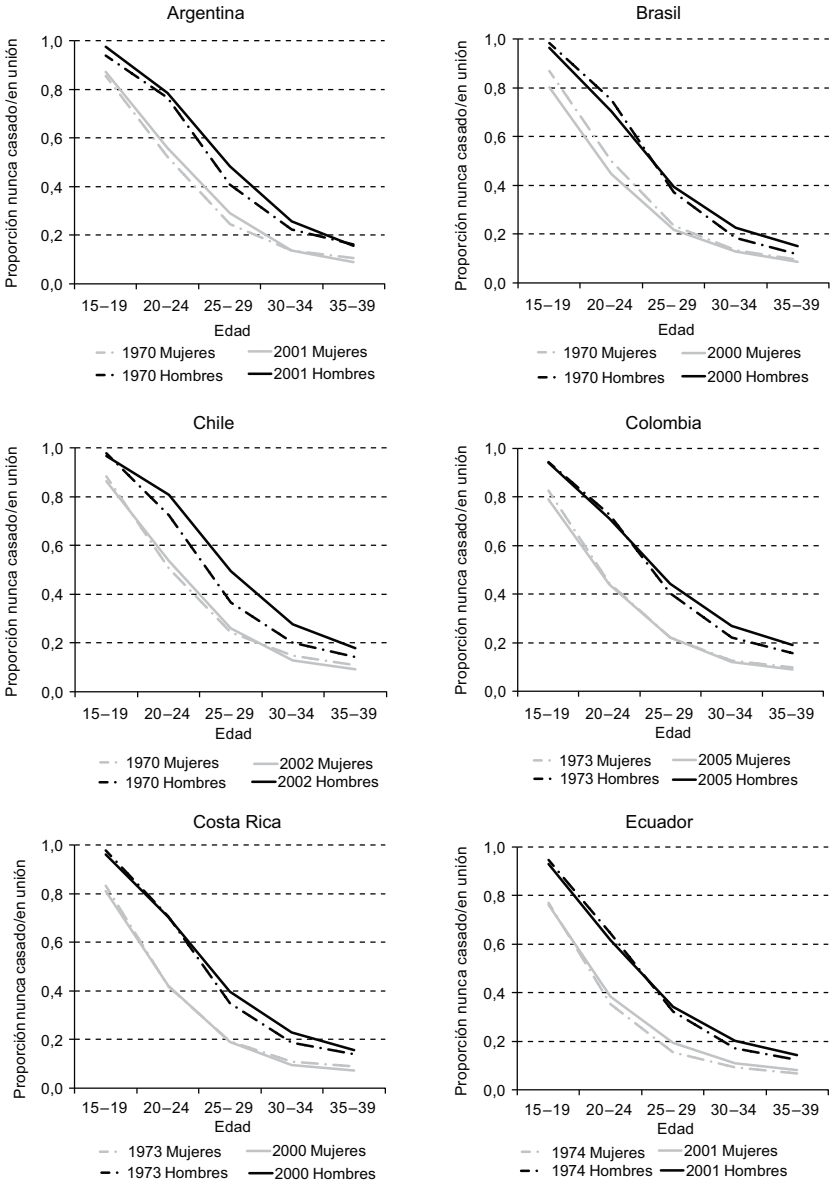 Argentina
Proporción nunca casado/en unión
1,0
0,8
0,6
0,4
0,2
0,0
15–19 20–24 25–29 30–34 35–39
Edad
1970 Mujeres 2001 Mujeres
1970 Hombres 2001 Hombres
Brasil
Proporción nunca casado/en unión
1,0
0,8
0,6
0,4
0,2
0,0
15–19 20–24 25–29 30–34 35–39
Edad
1970 Mujeres 2000 Mujeres
1970 Hombres 2000 Hombres
Chile
Proporción nunca casado/en unión
1,0
0,8
0,6
0,4
0,2
0,0
15–19 20–24 25–29 30–34 35–39
Edad
1970 Mujeres 2002 Mujeres
1970 Hombres 2002 Hombres
Colombia
Proporción nunca casado/en unión
1,0
0,8
0,6
0,4
0,2
0,0
15–19 20–24 25–29 30–34 35–39
Edad
1973 Mujeres 2005 Mujeres
1973 Hombres 2005 Hombres
Costa Rica
Proporción nunca casado/en unión
1,0
0,8
0,6
0,4
0,2
0,0
15–19 20–24 25–29 30–34 35–39
Edad
1973 Mujeres 2000 Mujeres
1973 Hombres 2000 Hombres
Ecuador
Proporción nunca casado/en unión
1,0
0,8
0,6
0,4
0,2
0,0
15–19 20–24 25–29 30–34 35–39
Edad
1974 Mujeres 2001 Mujeres
1974 Hombres 2001 Hombres